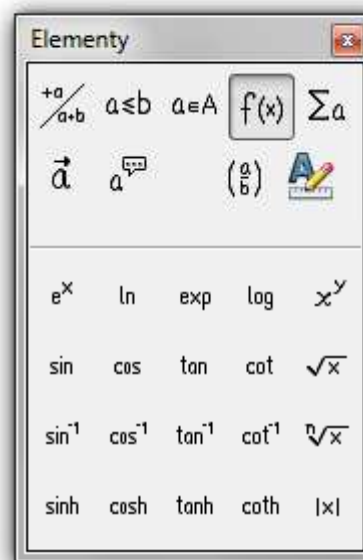 Elementy
+a/a+b a≤b a∈A f(x) Σa
a⃗ a (a/b) A
eˣ ln exp log xʸ
sin cos tan cot √x
sin⁻¹ cos⁻¹ tan⁻¹ cot⁻¹ ⁿ√x
sinh cosh tanh coth |x|